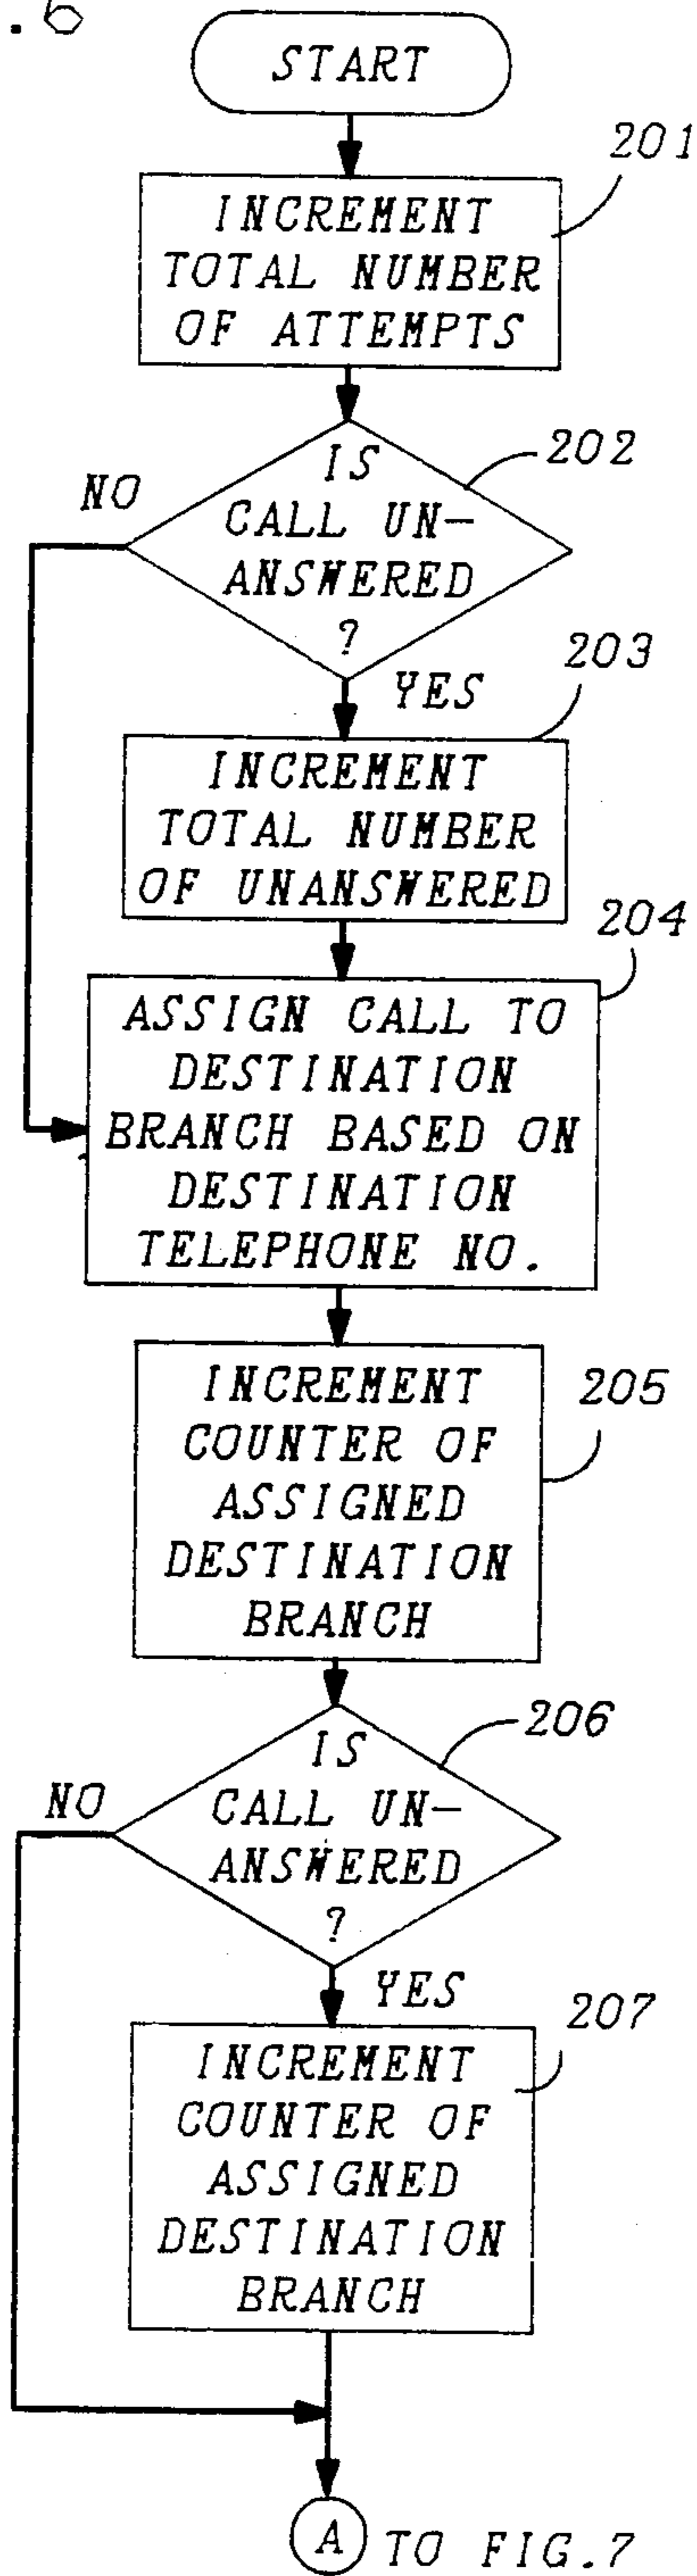 .6
START
201
INCREMENT
TOTAL NUMBER
OF ATTEMPTS
202
IS
CALL UN-
ANSWERED
?
NO
YES
203
INCREMENT
TOTAL NUMBER
OF UNANSWERED
204
ASSIGN CALL TO
DESTINATION
BRANCH BASED ON
DESTINATION
TELEPHONE NO.
205
INCREMENT
COUNTER OF
ASSIGNED
DESTINATION
BRANCH
206
IS
CALL UN-
ANSWERED
?
NO
YES
207
INCREMENT
COUNTER OF
ASSIGNED
DESTINATION
BRANCH
A TO FIG.7